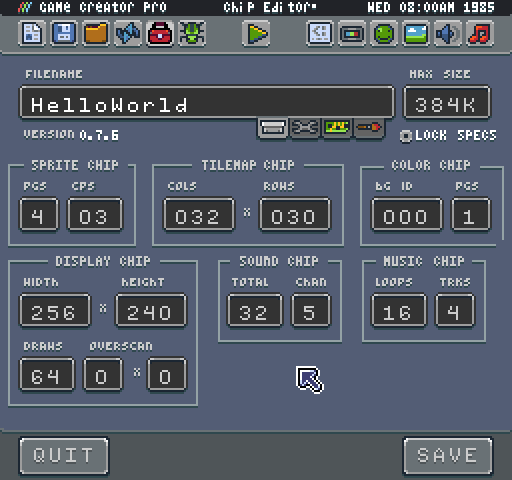 GAME CREATOR PRO CHIP EDITOR* WED 08:00AM 1985
FILENAME MAX SIZE
HelloWorld 384K
VERSION 0.7.6 LOCK SPECS
SPRITE CHIP TILEMAP CHIP COLOR CHIP
PGS CPS COLS ROWS BG ID PGS
4 03 032 x 030 000 1
DISPLAY CHIP SOUND CHIP MUSIC CHIP
WIDTH HEIGHT TOTAL CHAN LOOPS TRKS
256 x 240 32 5 16 4
DRAWS OVERSCAN
64 0 x 0
QUIT SAVE